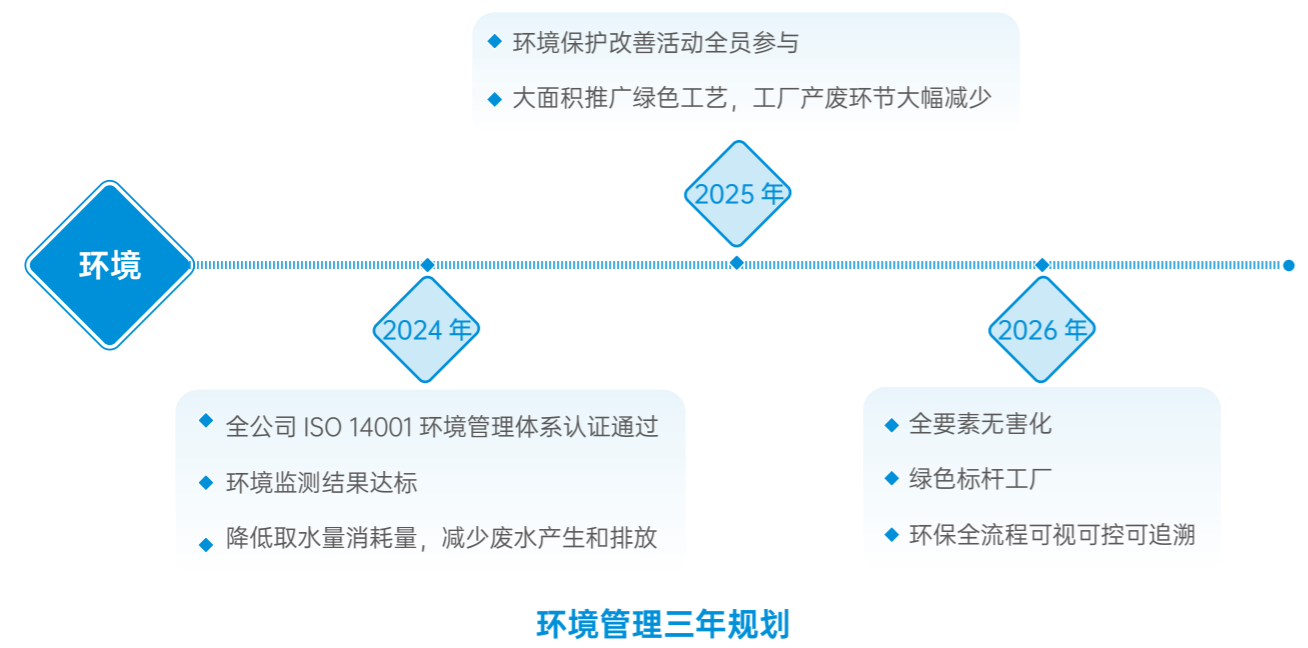 环境保护改善活动全员参与
大面积推广绿色工艺，工厂产废环节大幅减少
2025 年
环境
2024 年
2026 年
全公司 ISO 14001 环境管理体系认证通过
环境监测结果达标
降低取水量消耗量，减少废水产生和排放
全要素无害化
绿色标杆工厂
环保全流程可视可控可追溯
环境管理三年规划